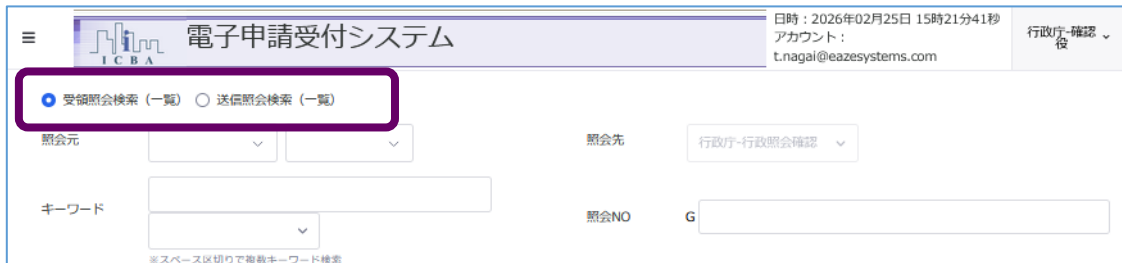 日時：2026年02月25日 15時21分41秒
≡ ICBA 電子申請受付システム アカウント： 行政庁-確認役
t.nagai@eazesystems.com
受領照会検索（一覧） 送信照会検索（一覧）
照会元 照会先 行政庁-行政照会確認
キーワード
照会NO G
※スペース区切りで複数キーワード検索